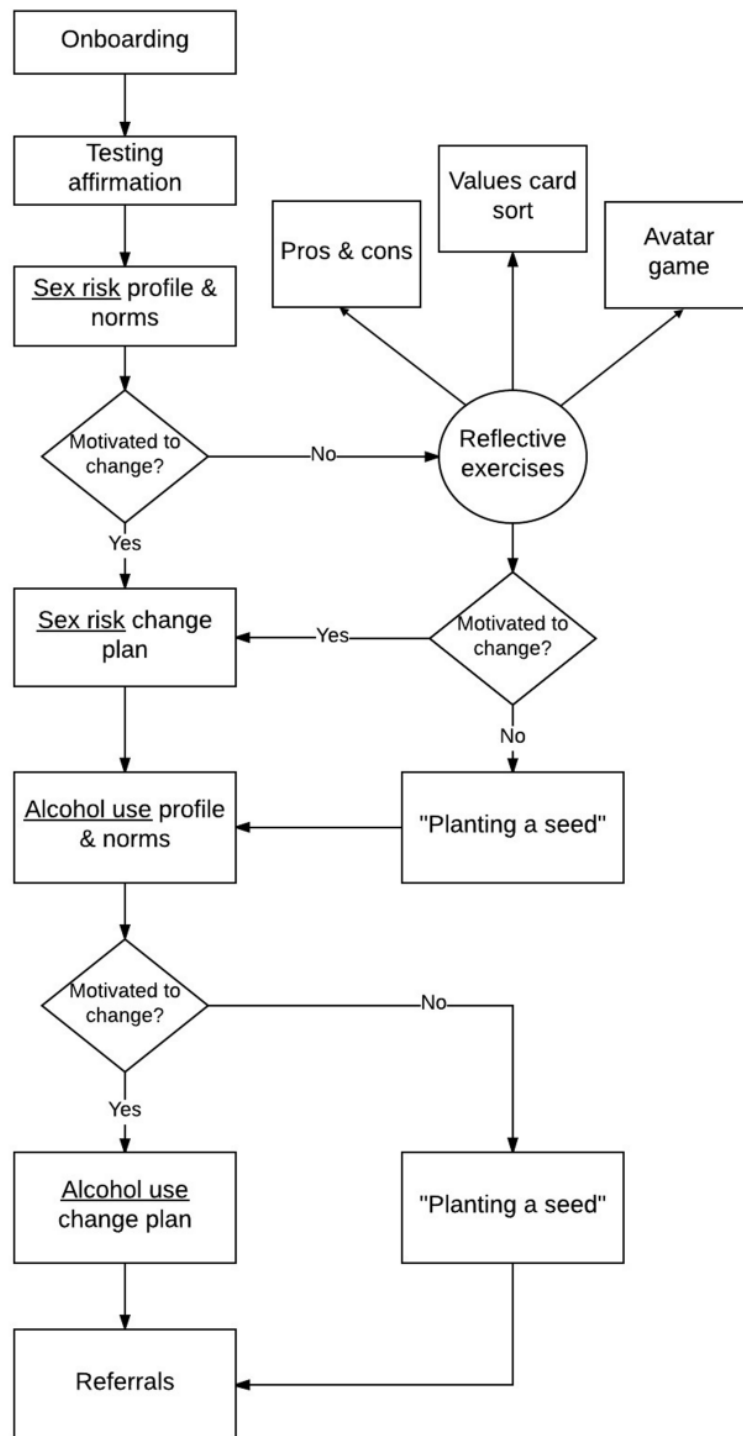 Onboarding
Testing
affirmation
Values card
sort
Pros & cons
Avatar
game
Sex risk profile &
norms
Motivated to
change?
No
Reflective
exercises
Yes
Sex risk change
plan
Yes
Motivated to
change?
No
Alcohol use profile
& norms
"Planting a seed"
Motivated to
change?
No
Yes
Alcohol use
change plan
"Planting a seed"
Referrals